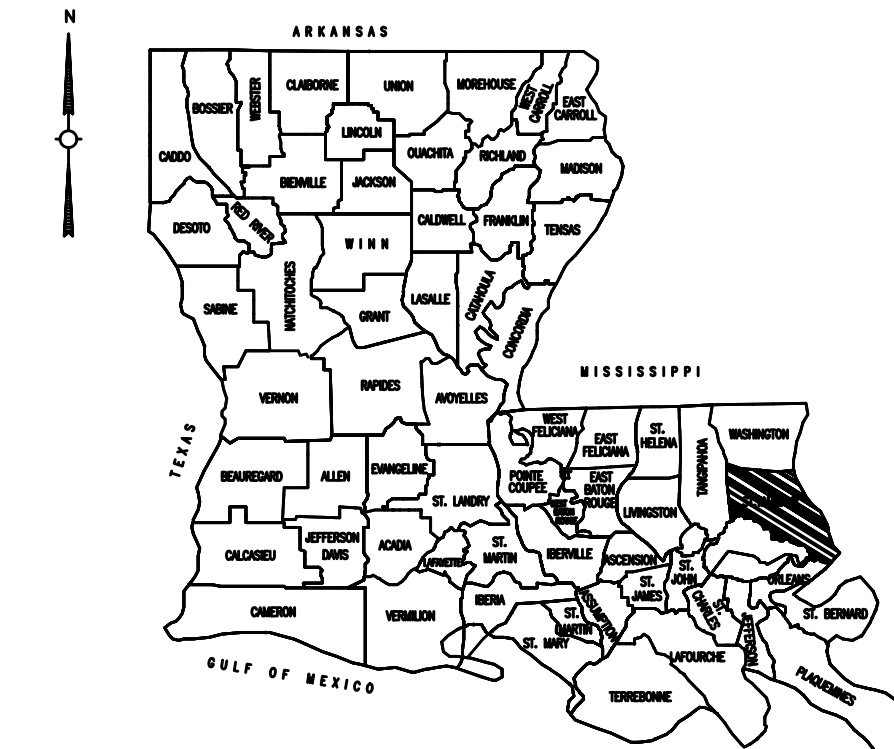 N
ARKANSAS
CLAIBORNE
UNION
MOREHOUSE
WEST
CARROLL
EAST
CARROLL
BOSSIER
WEBSTER
LINCOLN
CADDO
OUACHITA
RICHLAND
MADISON
BIENVILLE
JACKSON
DESOTO
RED RIVER
CALDWELL
FRANKLIN
TENSAS
WINN
NATCHITOCHES
SABINE
LASALLE
CATAHOULA
GRANT
CONCORDIA
MISSISSIPPI
RAPIDES
VERNON
AVOYELLES
TEXAS
WEST
FELICIANA
EAST
FELICIANA
ST.
HELENA
TANGIPAHOA
WASHINGTON
BEAUREGARD
ALLEN
EVANGELINE
POINTE
COUPEE
EAST
BATON
ROUGE
ST. LANDRY
LIVINGSTON
CALCASIEU
JEFFERSON
DAVIS
ACADIA
LAFAYETTE
ST.
MARTIN
IBERVILLE
ASCENSION
ST.
JOHN
ORLEANS
ST.
JAMES
ST.
CHARLES
CAMERON
VERMILION
IBERIA
ST.
MARTIN
ASSUMPTION
ST. BERNARD
JEFFERSON
ST. MARY
LAFOURCHE
GULF OF MEXICO
TERREBONNE
PLAQUEMINES